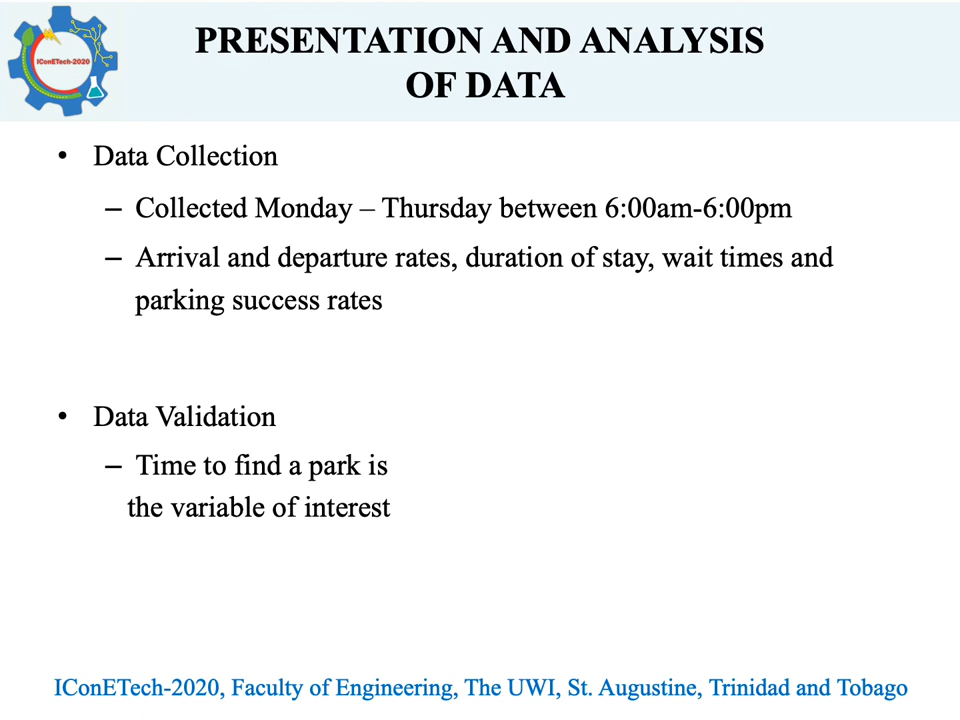 IConETech-2020
PRESENTATION AND ANALYSIS
OF DATA
• Data Collection
– Collected Monday – Thursday between 6:00am-6:00pm
– Arrival and departure rates, duration of stay, wait times and
parking success rates
• Data Validation
– Time to find a park is
the variable of interest
IConETech-2020, Faculty of Engineering, The UWI, St. Augustine, Trinidad and Tobago